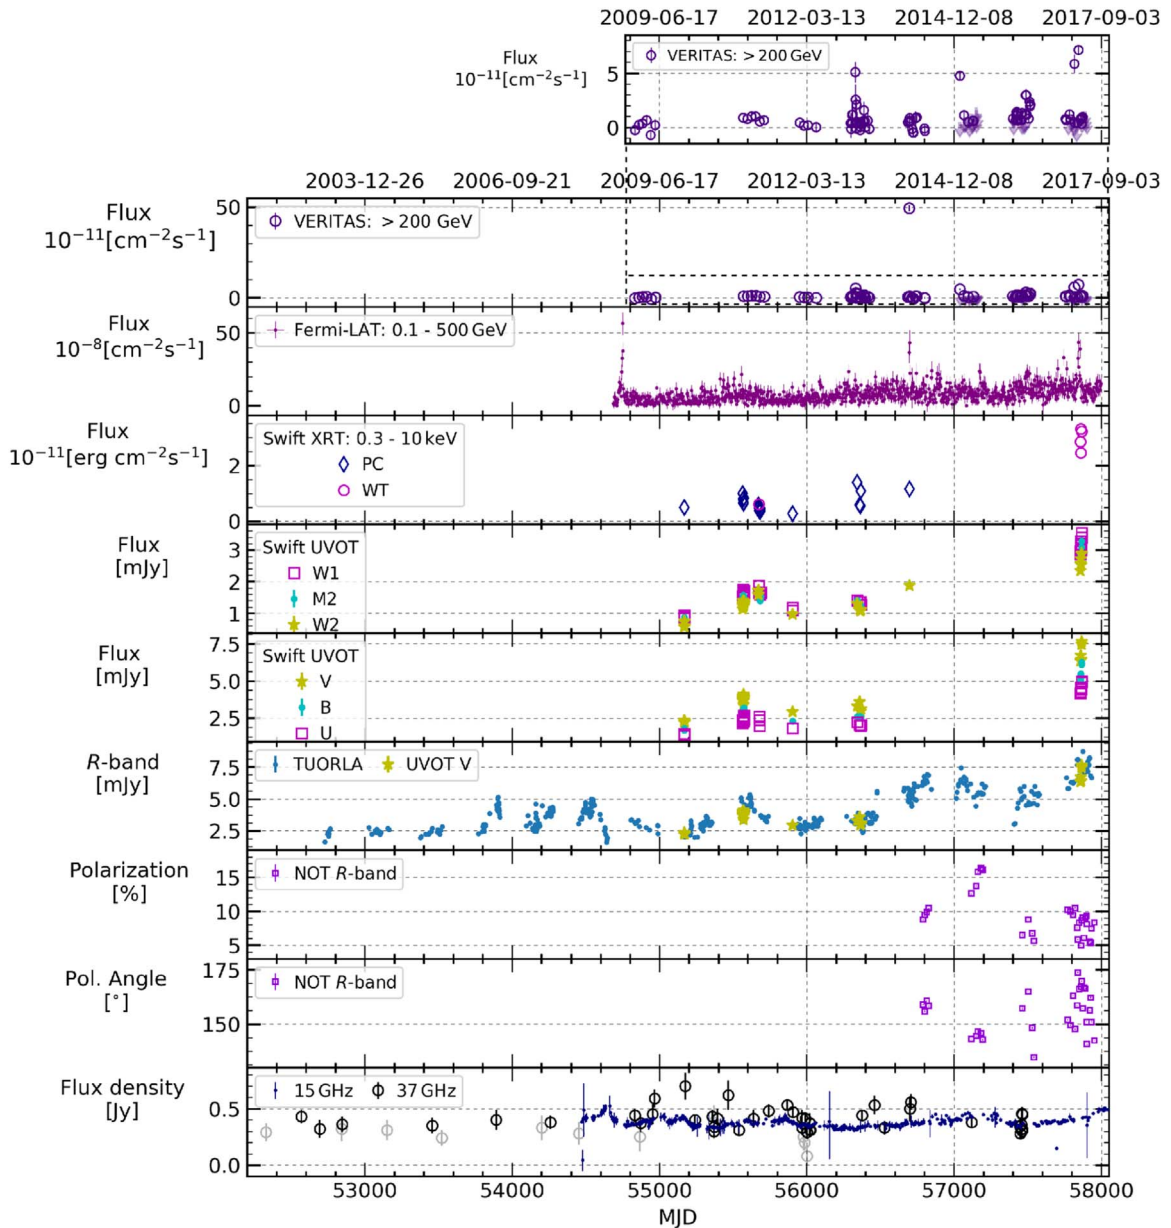 2009-06-17 2012-03-13 2014-12-08 2017-09-03
Flux
10⁻¹¹[cm⁻²s⁻¹]
VERITAS: > 200 GeV
5
0
2003-12-26 2006-09-21 2009-06-17 2012-03-13 2014-12-08 2017-09-03
Flux
10⁻¹¹[cm⁻²s⁻¹]
50
VERITAS: > 200 GeV
0
Flux
10⁻⁸[cm⁻²s⁻¹]
50
Fermi-LAT: 0.1 - 500 GeV
0
Flux
10⁻¹¹[erg cm⁻²s⁻¹]
Swift XRT: 0.3 - 10 keV
PC
WT
2
0
Flux
[mJy]
Swift UVOT
W1
M2
W2
3
2
1
Flux
[mJy]
Swift UVOT
V
B
U
7.5
5.0
2.5
R-band
[mJy]
TUORLA UVOT V
7.5
5.0
2.5
Polarization
[%]
NOT R-band
15
10
5
Pol. Angle
[°]
NOT R-band
175
150
Flux density
[Jy]
15 GHz 37 GHz
0.5
0.0
53000 54000 55000 56000 57000 58000
MJD